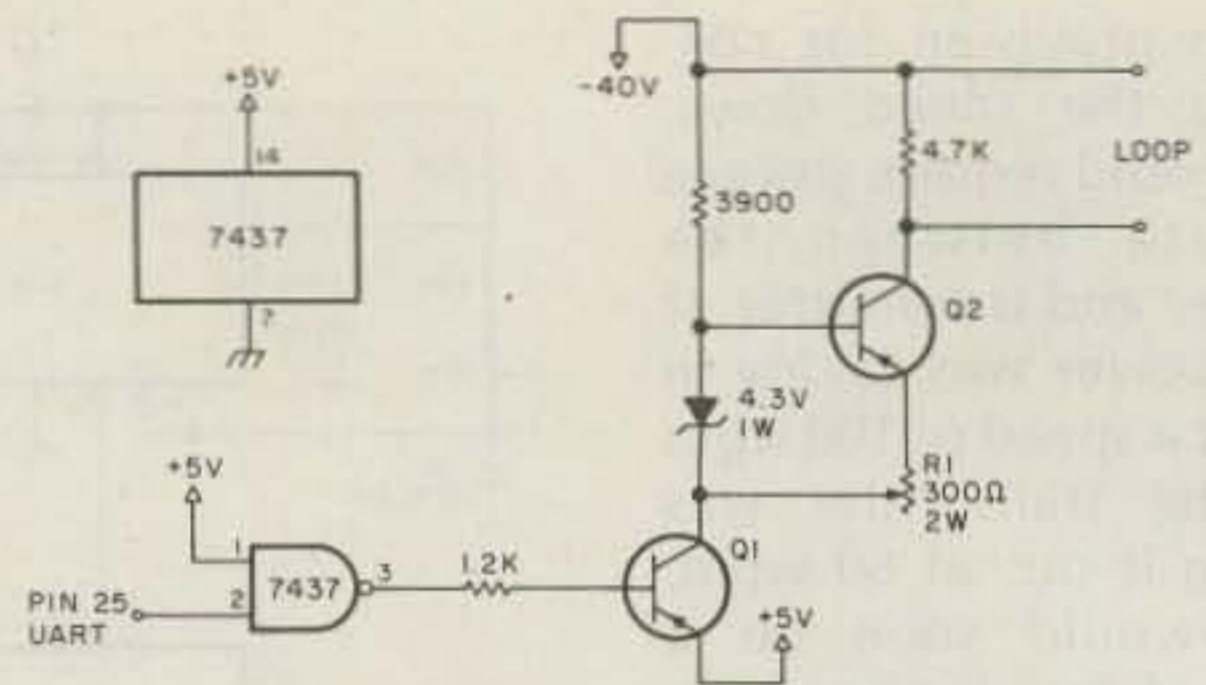 +5V
14
7437
7
-40V
3900
4.7K
LOOP
Q2
4.3V
1W
R1
300Ω
2W
+5V
1
2
7437
3
1.2K
Q1
PIN 25
UART
+5V